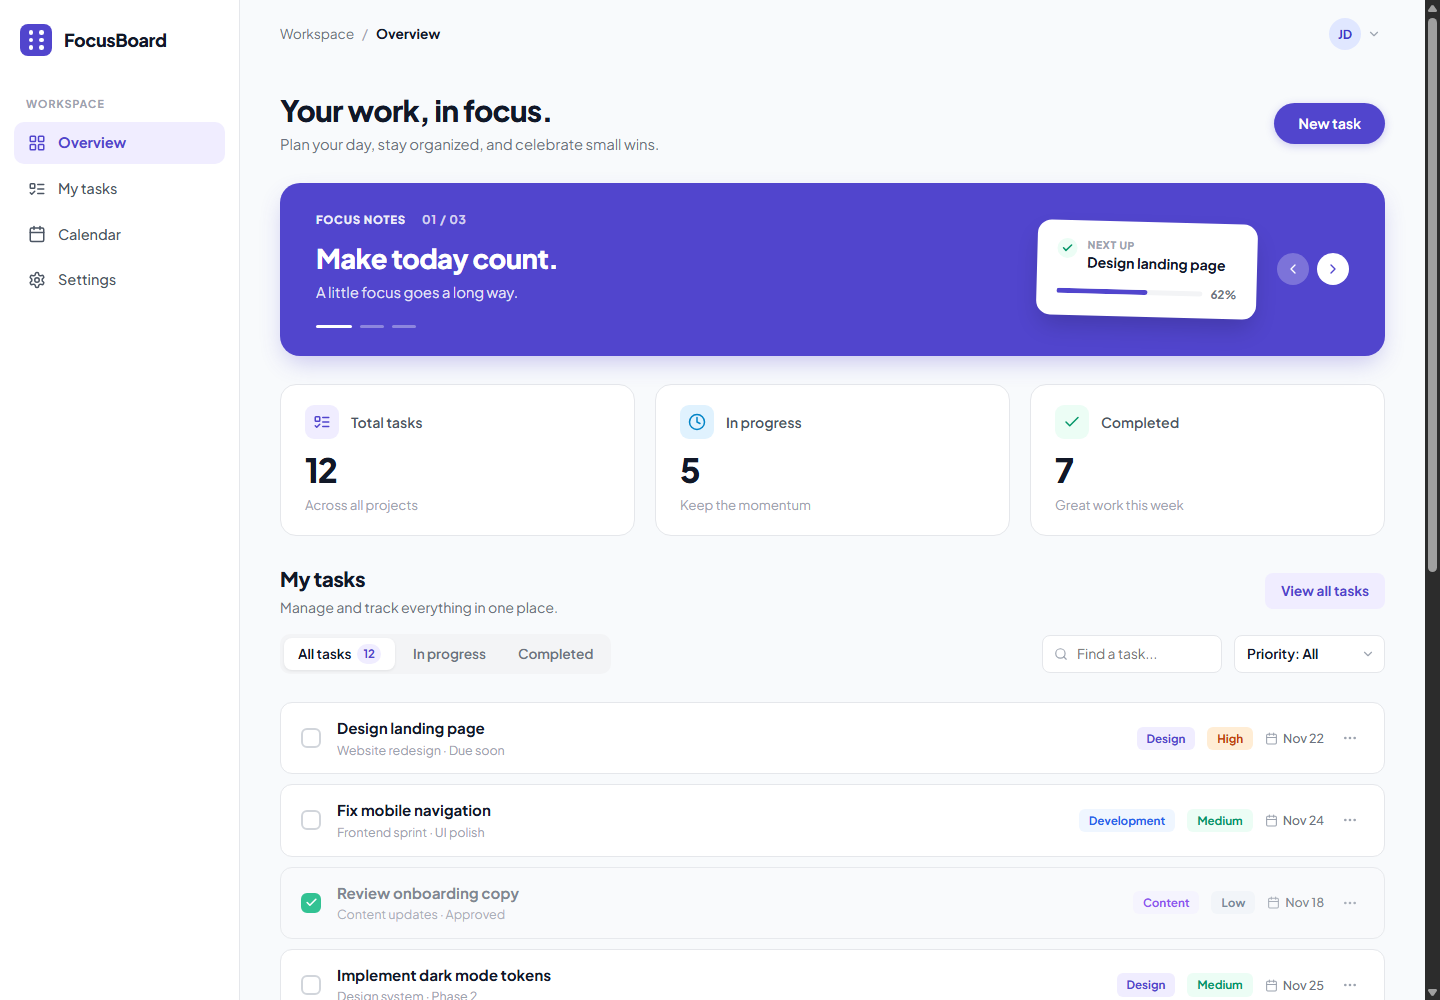 FocusBoard
WORKSPACE
Overview
My tasks
Calendar
Settings
Workspace / Overview
JD
Your work, in focus.
Plan your day, stay organized, and celebrate small wins.
New task
FOCUS NOTES 01 / 03
Make today count.
A little focus goes a long way.
NEXT UP
Design landing page
62%
Total tasks
12
Across all projects
In progress
5
Keep the momentum
Completed
7
Great work this week
My tasks
Manage and track everything in one place.
View all tasks
All tasks 12 In progress Completed
Find a task...
Priority: All
Design landing page
Website redesign · Due soon
Design High Nov 22
Fix mobile navigation
Frontend sprint · UI polish
Development Medium Nov 24
Review onboarding copy
Content updates · Approved
Content Low Nov 18
Implement dark mode tokens
Design system · Phase 2
Design Medium Nov 25